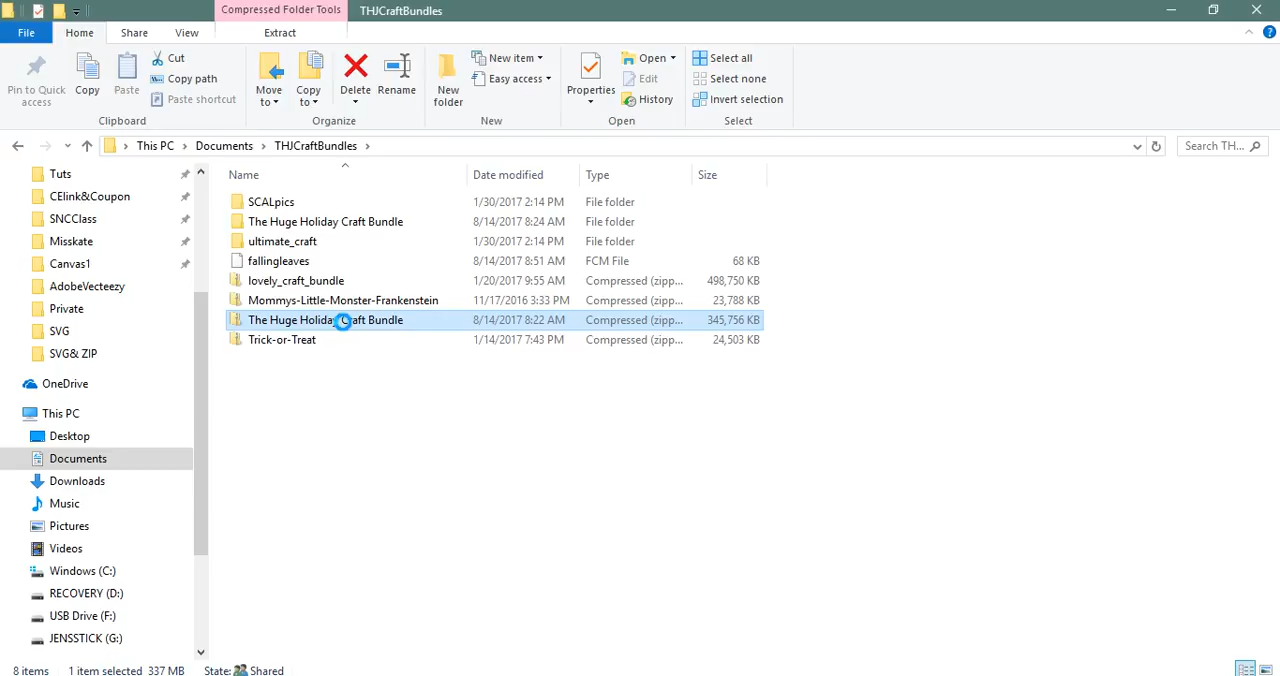 Compressed Folder Tools THJCraftBundles
File Home Share View Extract
Pin to Quick access Copy Paste Cut Copy path Paste shortcut Move to Copy to Delete Rename New folder New item Easy access Properties Open Edit History Select all Select none Invert selection
Clipboard Organize New Open Select
This PC Documents THJCraftBundles Search TH...
Name Date modified Type Size
SCALpics 1/30/2017 2:14 PM File folder
The Huge Holiday Craft Bundle 8/14/2017 8:24 AM File folder
ultimate_craft 1/30/2017 2:14 PM File folder
fallingleaves 8/14/2017 8:51 AM FCM File 68 KB
lovely_craft_bundle 1/20/2017 9:55 AM Compressed (zipp... 498,750 KB
Mommys-Little-Monster-Frankenstein 11/17/2016 3:33 PM Compressed (zipp... 23,788 KB
The Huge Holiday Craft Bundle 8/14/2017 8:22 AM Compressed (zipp... 345,756 KB
Trick-or-Treat 1/14/2017 7:43 PM Compressed (zipp... 24,503 KB
Tuts
CElink&Coupon
SNCClass
Misskate
Canvas1
AdobeVecteezy
Private
SVG
SVG& ZIP
OneDrive
This PC
Desktop
Documents
Downloads
Music
Pictures
Videos
Windows (C:)
RECOVERY (D:)
USB Drive (F:)
JENSSTICK (G:)
8 items 1 item selected 337 MB State: Shared